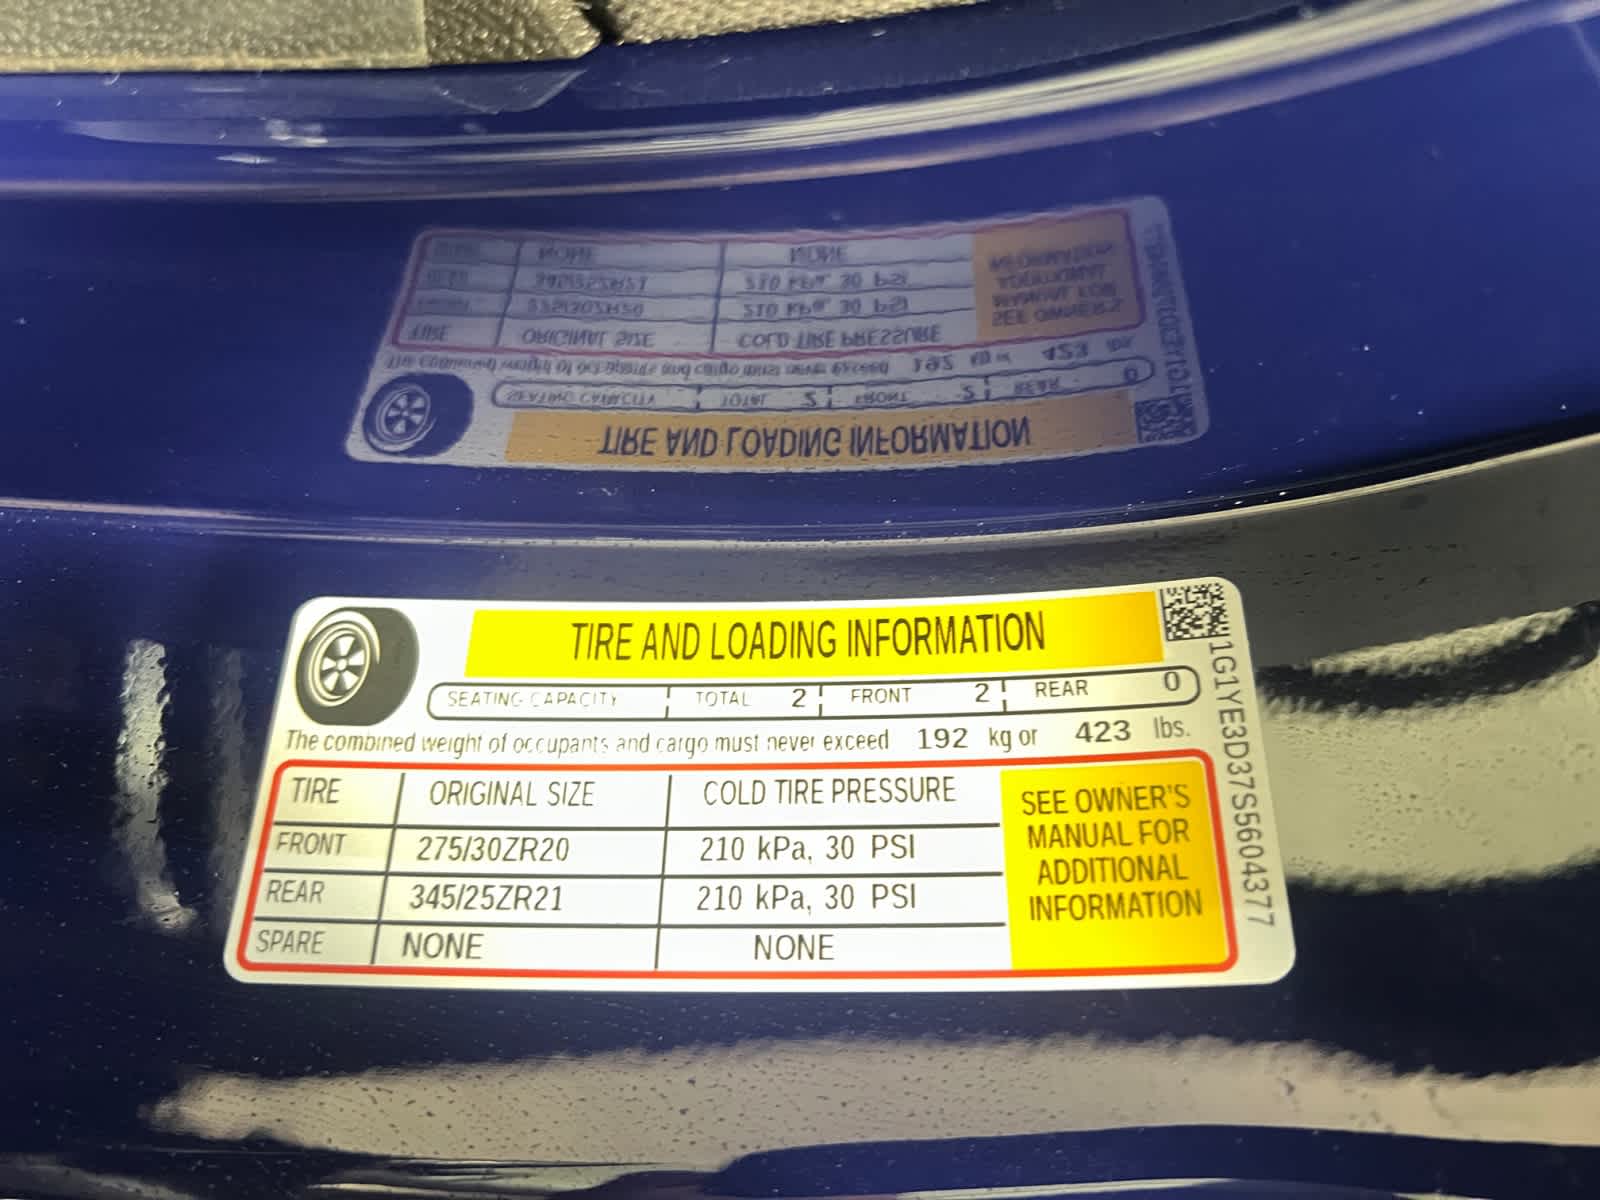 TIRE AND LOADING INFORMATION
SEATING CAPACITY TOTAL 2 FRONT 2 REAR 0
The combined weight of occupants and cargo must never exceed 192 kg or 423 lbs.
TIRE ORIGINAL SIZE COLD TIRE PRESSURE
FRONT 275/30ZR20 210 kPa, 30 PSI
REAR 345/25ZR21 210 kPa, 30 PSI
SPARE NONE NONE
SEE OWNER'S
MANUAL FOR
ADDITIONAL
INFORMATION
1G1YE3D37S5604377